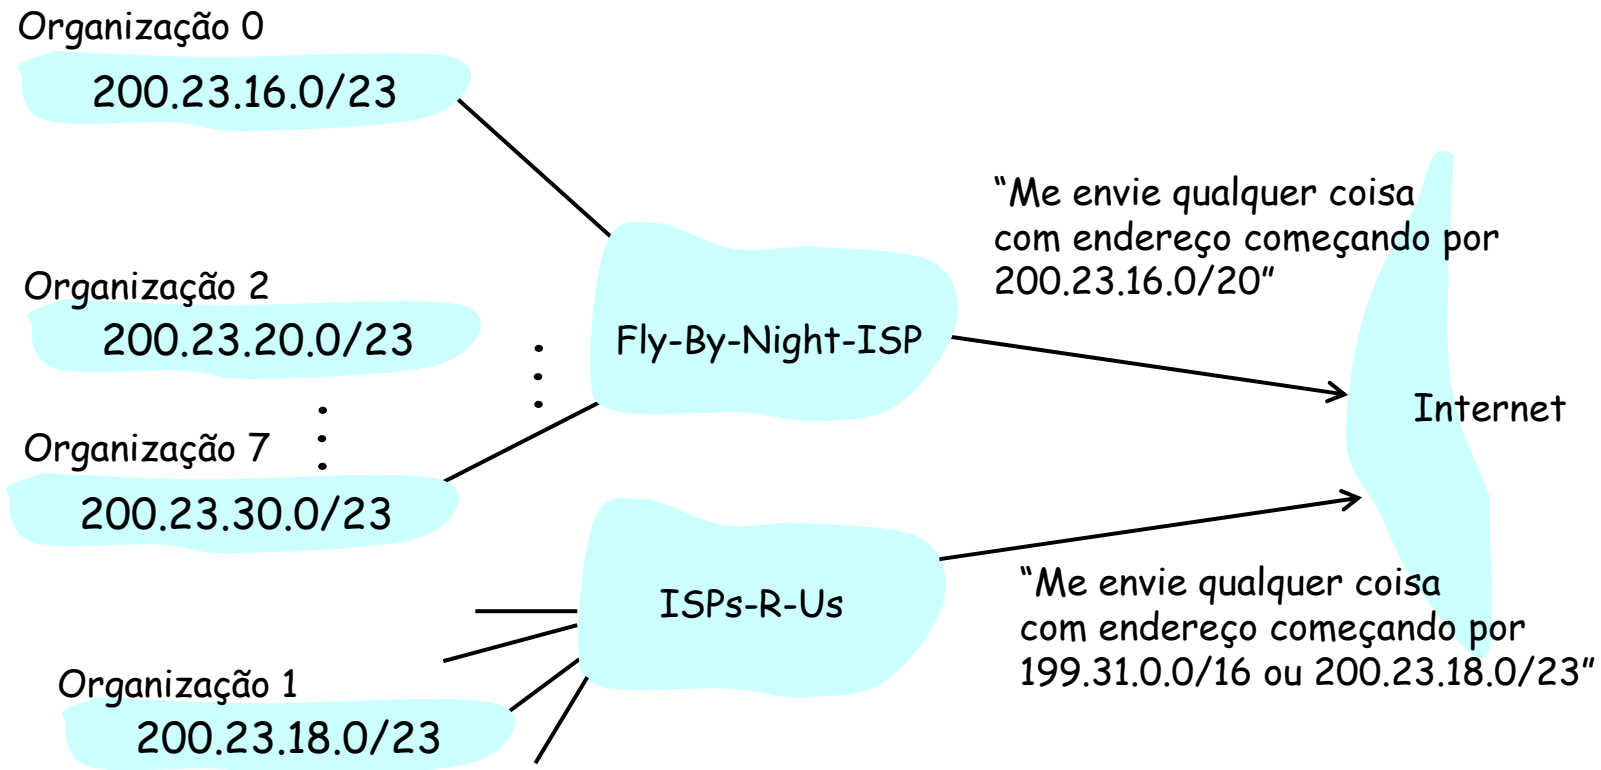 Organização 0
200.23.16.0/23
“Me envie qualquer coisa
com endereço começando por
200.23.16.0/20”
Organização 2
200.23.20.0/23
Fly-By-Night-ISP
Internet
Organização 7
200.23.30.0/23
ISPs-R-Us
“Me envie qualquer coisa
com endereço começando por
199.31.0.0/16 ou 200.23.18.0/23”
Organização 1
200.23.18.0/23